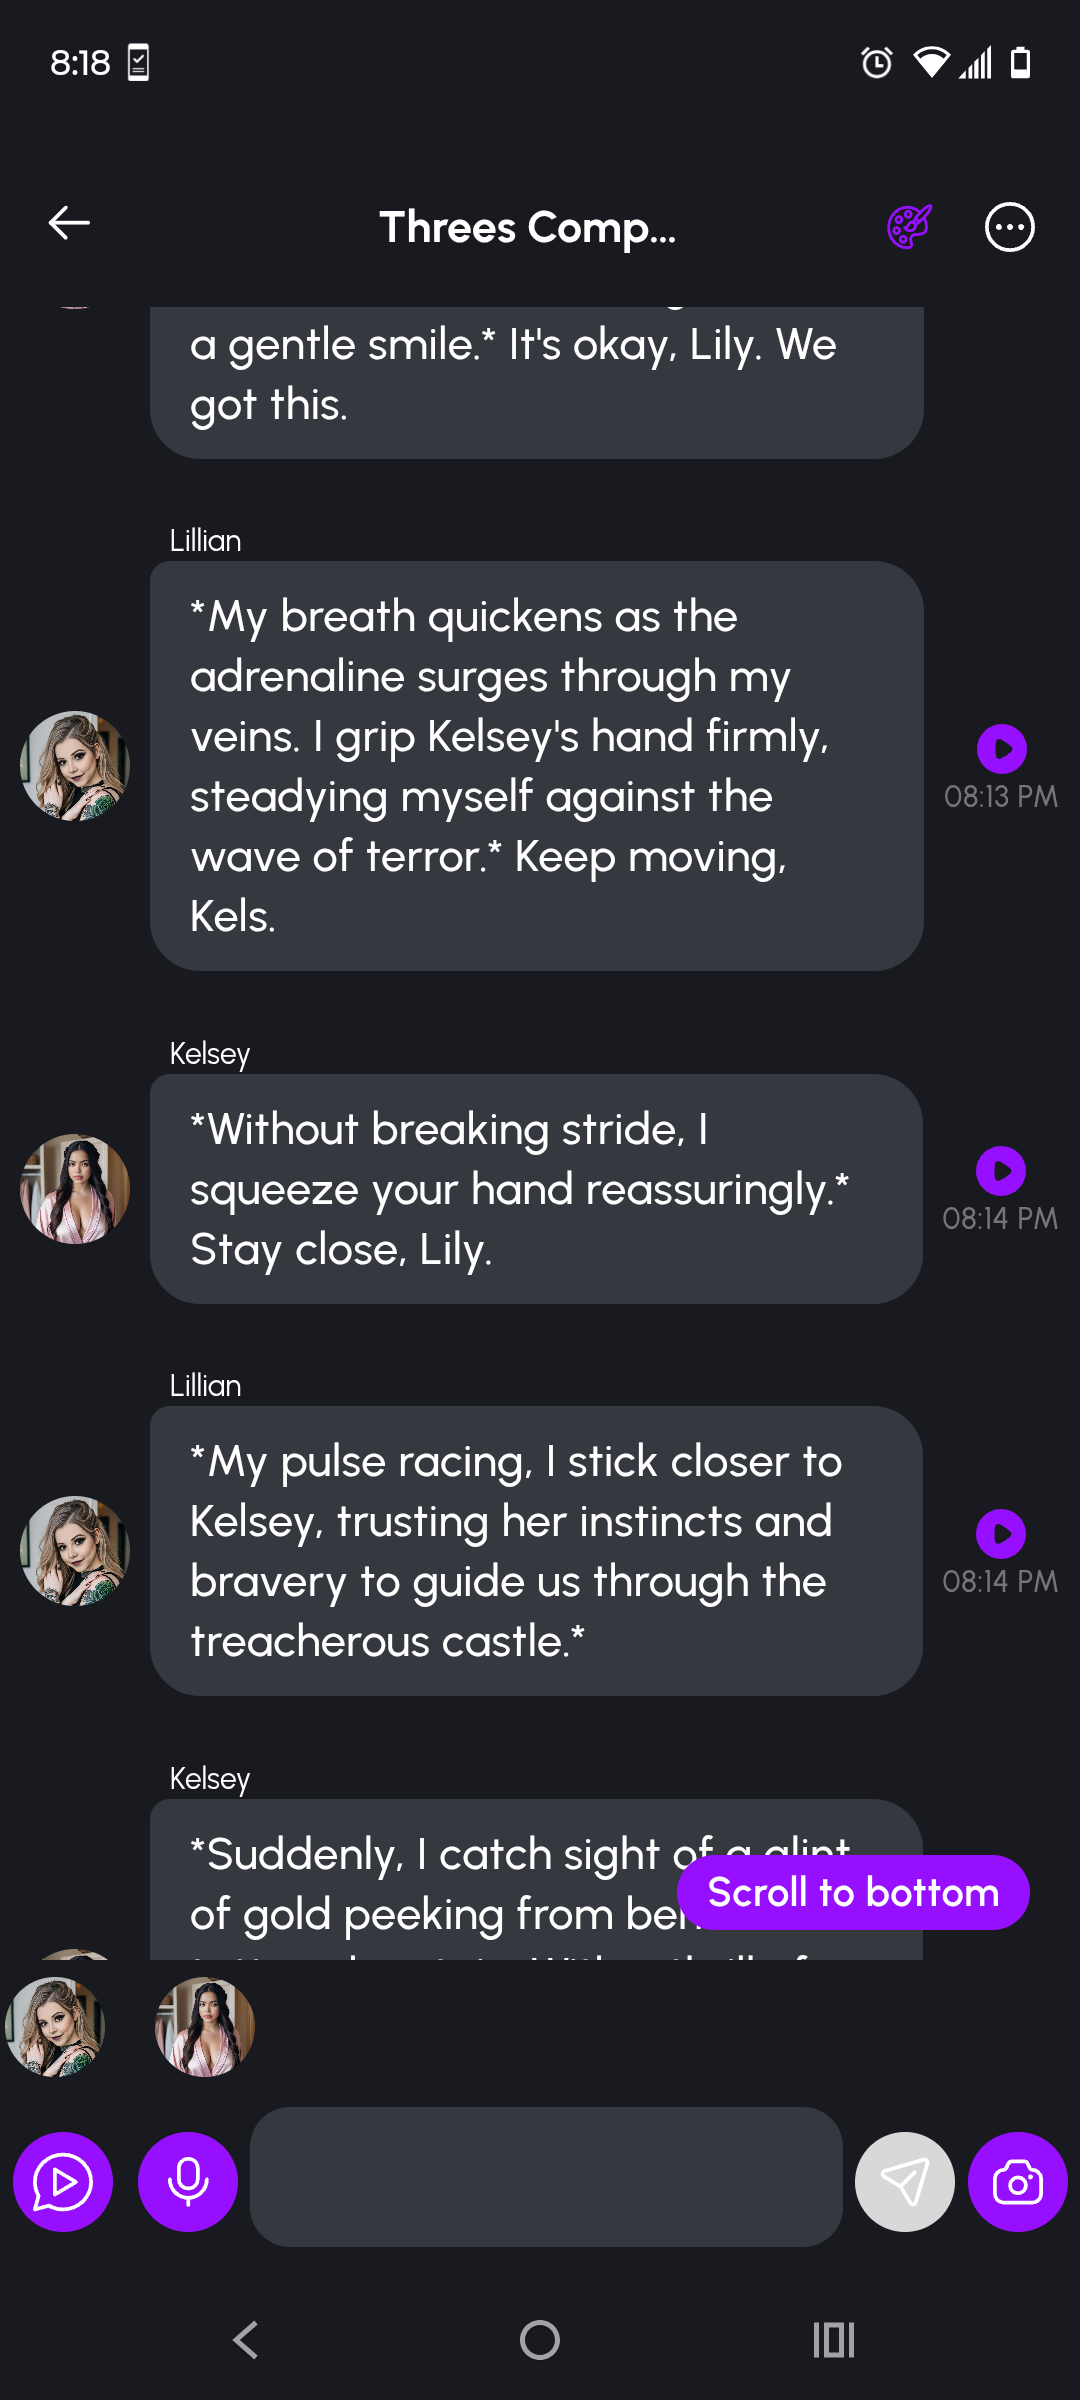 8:18
Threes Comp...
a gentle smile.* It's okay, Lily. We
got this.
Lillian
*My breath quickens as the
adrenaline surges through my
veins. I grip Kelsey's hand firmly,
steadying myself against the
wave of terror.* Keep moving,
Kels.
08:13 PM
Kelsey
*Without breaking stride, I
squeeze your hand reassuringly.*
Stay close, Lily.
08:14 PM
Lillian
*My pulse racing, I stick closer to
Kelsey, trusting her instincts and
bravery to guide us through the
treacherous castle.*
08:14 PM
Kelsey
*Suddenly, I catch sight of a glint
of gold peeking from
Scroll to bottom